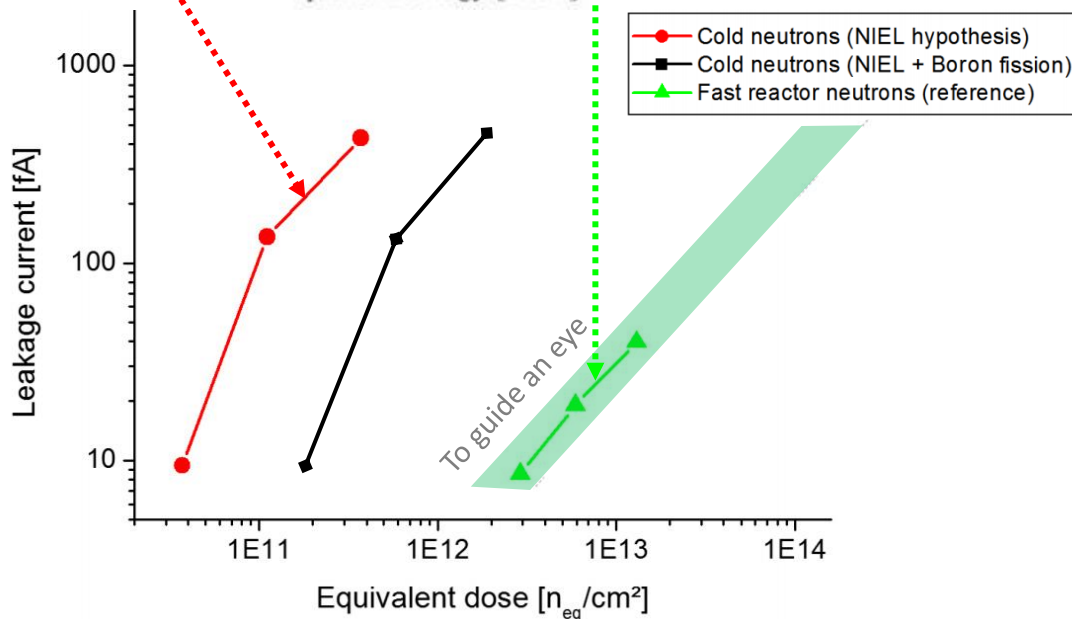 Cold neutrons (NIEL hypothesis)
Cold neutrons (NIEL + Boron fission)
Fast reactor neutrons (reference)
Leakage current [fA]
1000
100
10
To guide an eye
1E11 1E12 1E13 1E14
Equivalent dose [n_eq/cm²]